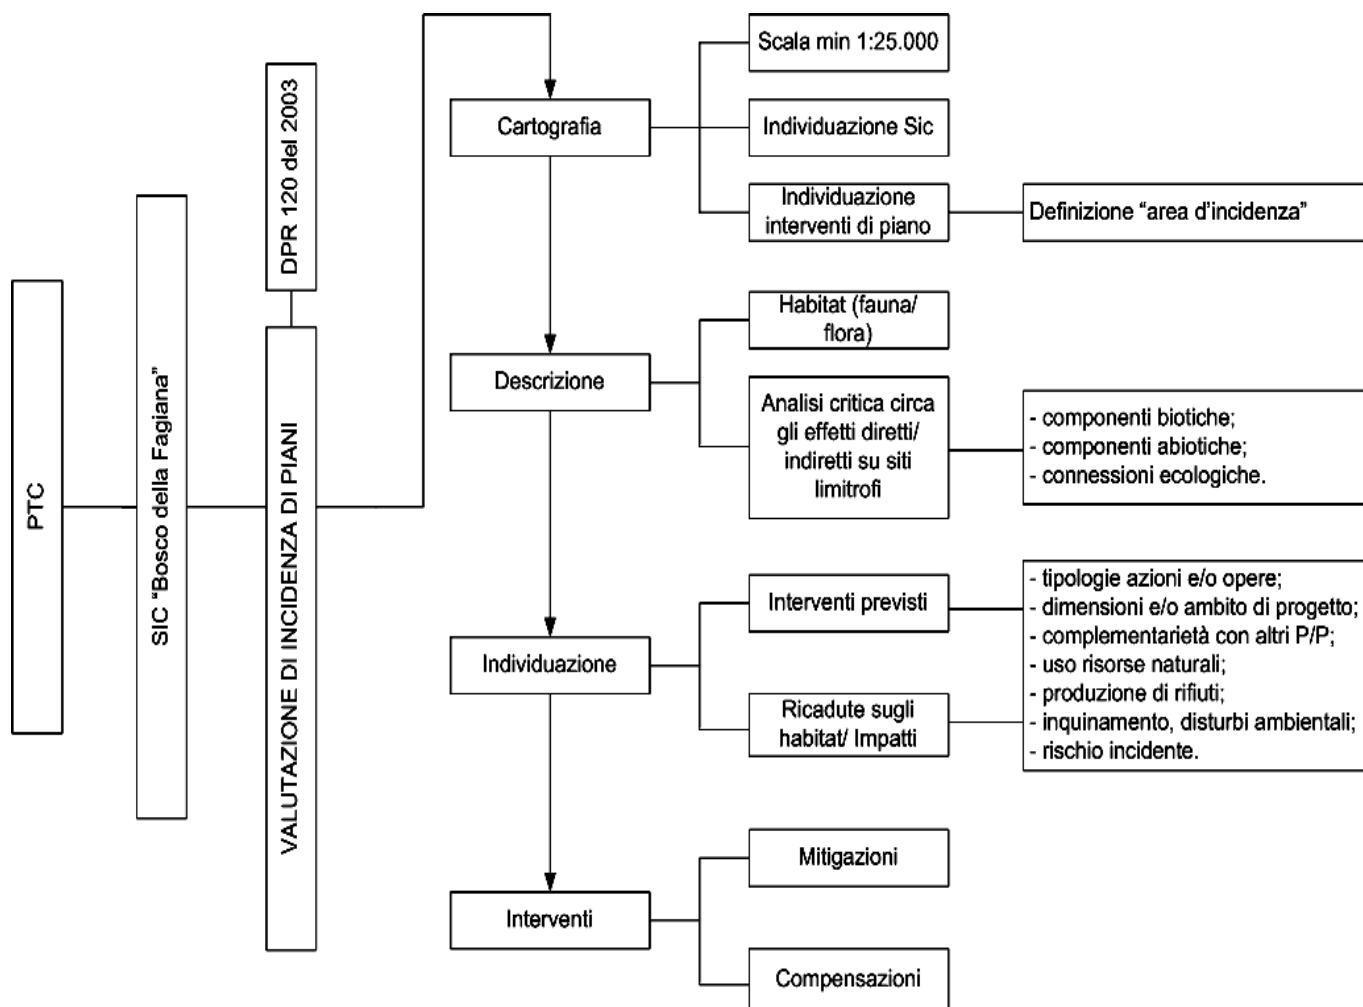 PTC
SIC "Bosco della Fagiana"
VALUTAZIONE DI INCIDENZA DI PIANI
DPR 120 del 2003
Cartografia
Scala min 1:25.000
Individuazione Sic
Individuazione
interventi di piano
Definizione "area d'incidenza"
Descrizione
Habitat (fauna/
flora)
Analisi critica circa
gli effetti diretti/
indiretti su siti
limitrofi
- componenti biotiche;
- componenti abiotiche;
- connessioni ecologiche.
Individuazione
Interventi previsti
Ricadute sugli
habitat/ Impatti
- tipologie azioni e/o opere;
- dimensioni e/o ambito di progetto;
- complementarietà con altri P/P;
- uso risorse naturali;
- produzione di rifiuti;
- inquinamento, disturbi ambientali;
- rischio incidente.
Interventi
Mitigazioni
Compensazioni